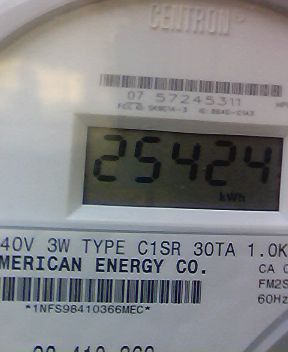 CENTRON
07 57245311
25424
kWh
40V 3W TYPE C1SR 30TA 1.0K
MERICAN ENERGY CO.
CA
FM2S
60Hz
*1NFS98410366MEC*